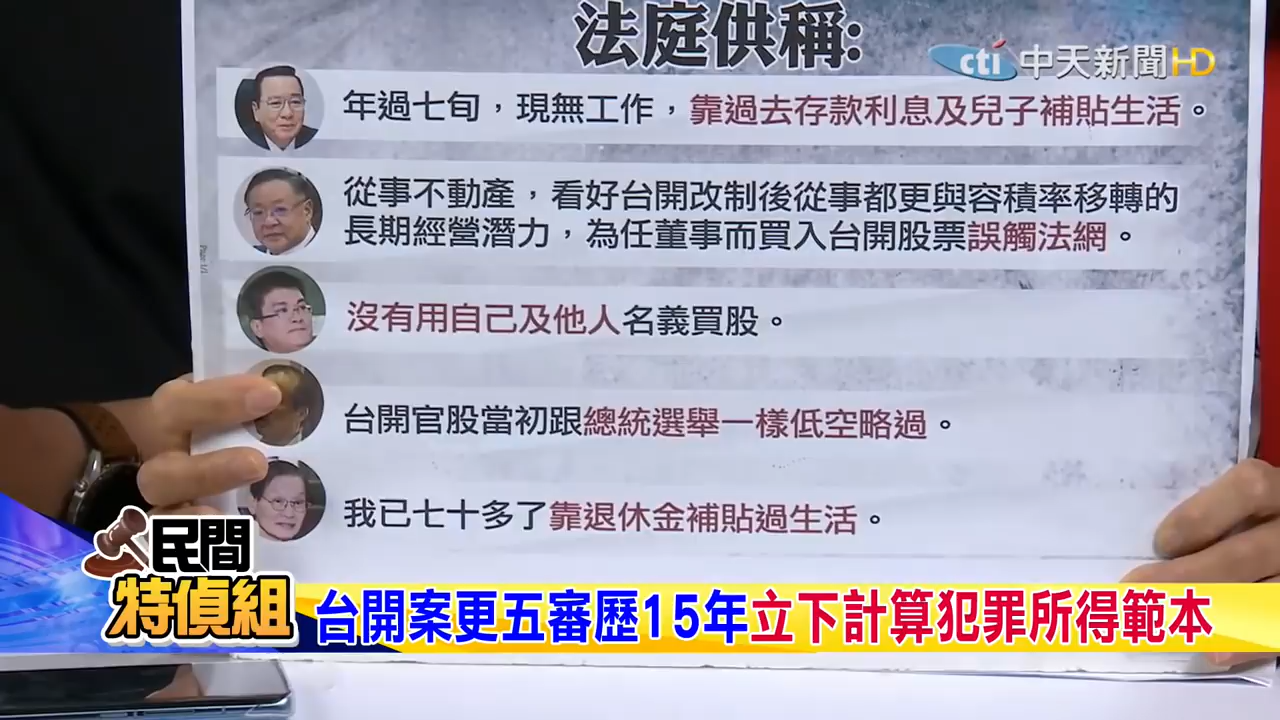 法庭供稱:
cti 中天新聞HD
年過七旬，現無工作，靠過去存款利息及兒子補貼生活。
從事不動產，看好台開改制後從事都更與容積率移轉的
長期經營潛力，為任董事而買入台開股票誤觸法網。
沒有用自己及他人名義買股。
台開官股當初跟總統選舉一樣低空略過。
我已七十多了靠退休金補貼過生活。
民間
特偵組
台開案更五審歷15年立下計算犯罪所得範本